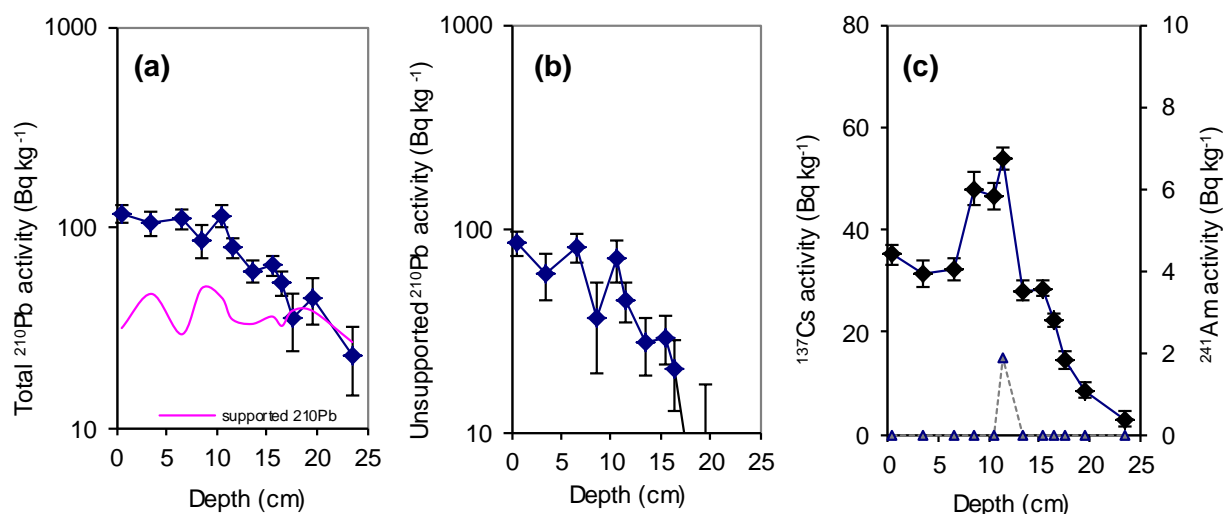 (a)
Total ²¹⁰Pb activity (Bq kg⁻¹)
1000
100
10
supported 210Pb
0 5 10 15 20 25
Depth (cm)
(b)
Unsupported ²¹⁰Pb activity (Bq kg⁻¹)
1000
100
10
0 5 10 15 20 25
Depth (cm)
(c)
¹³⁷Cs activity (Bq kg⁻¹)
80
60
40
20
0
0 5 10 15 20 25
Depth (cm)
10
8
6
4
2
0
²⁴¹Am activity (Bq kg⁻¹)